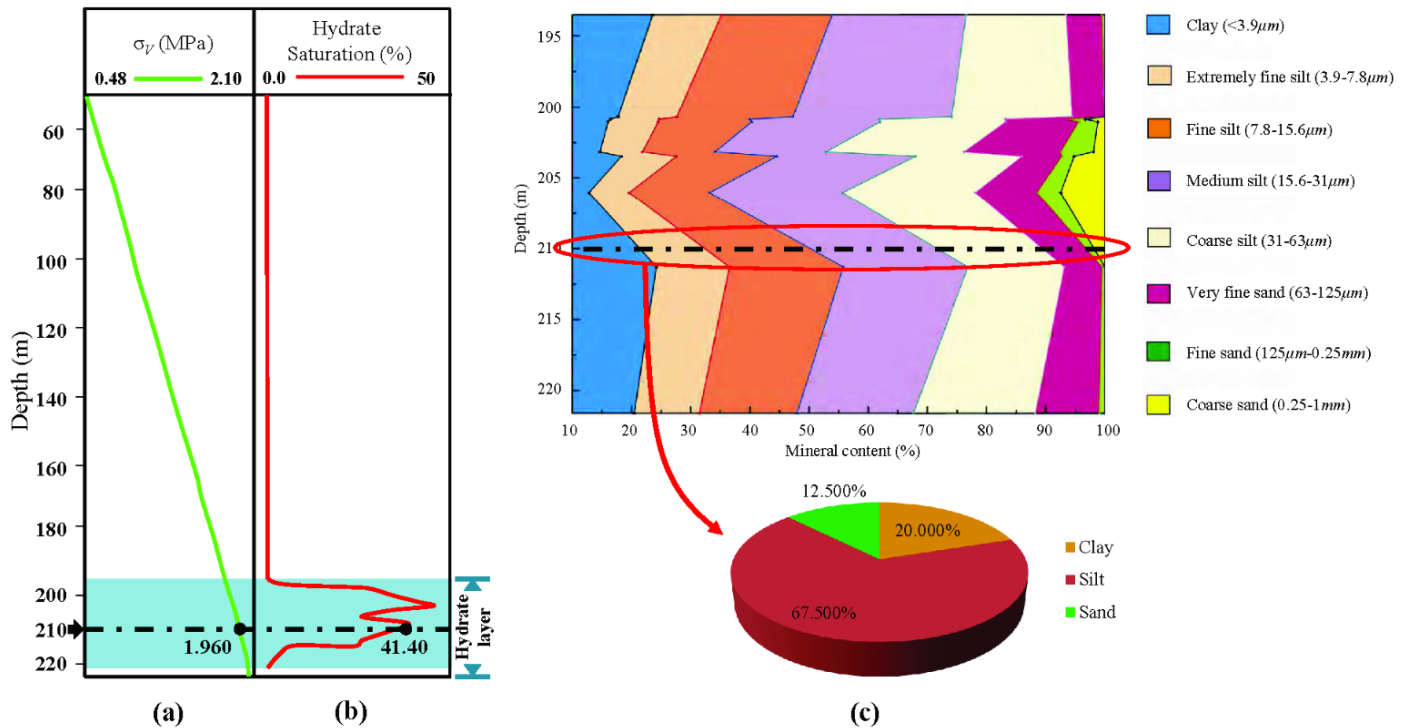 σV (MPa)
0.48 2.10
Hydrate
Saturation (%)
0.0 50
Depth (m)
60
80
100
120
140
160
180
200
210
220
1.960
41.40
Hydrate
layer
(a)
(b)
Depth (m)
195
200
205
210
215
220
10 20 30 40 50 60 70 80 90 100
Mineral content (%)
Clay (<3.9μm)
Extremely fine silt (3.9-7.8μm)
Fine silt (7.8-15.6μm)
Medium silt (15.6-31μm)
Coarse silt (31-63μm)
Very fine sand (63-125μm)
Fine sand (125μm-0.25mm)
Coarse sand (0.25-1mm)
12.500%
20.000%
67.500%
Clay
Silt
Sand
(c)